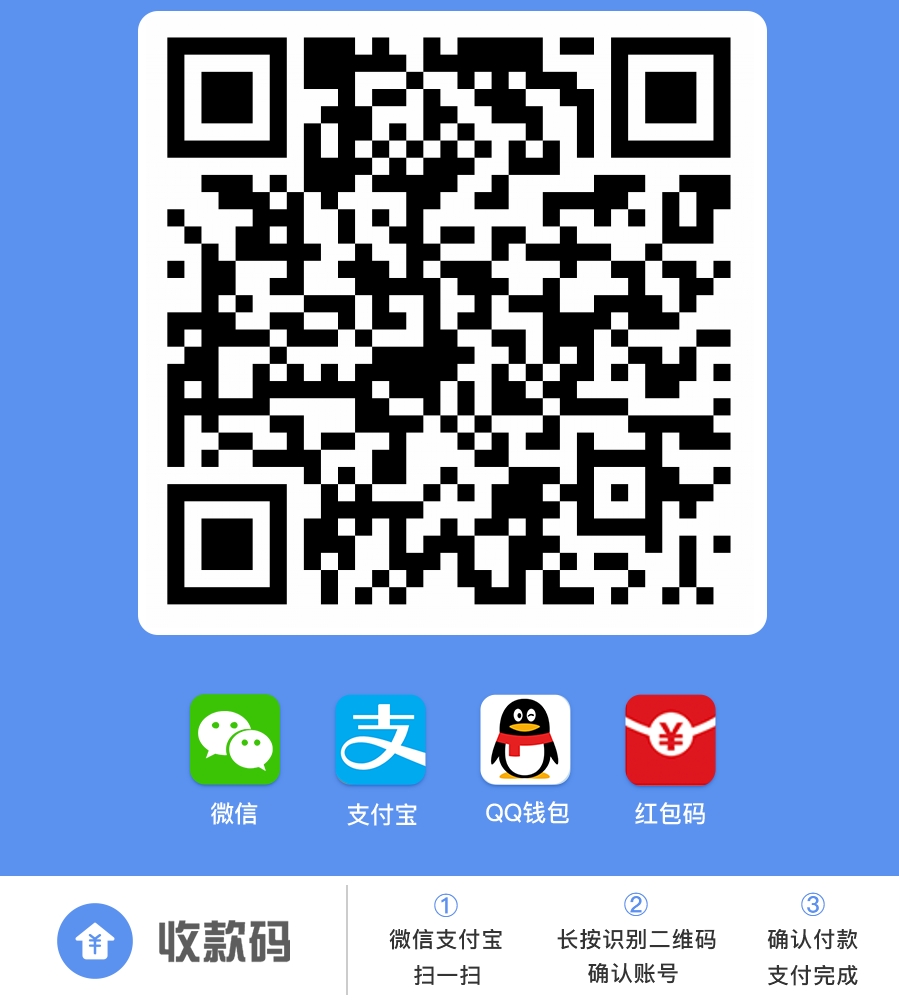 微信
支付宝
QQ钱包
红包码
收款码
①
微信支付宝
扫一扫
②
长按识别二维码
确认账号
③
确认付款
支付完成